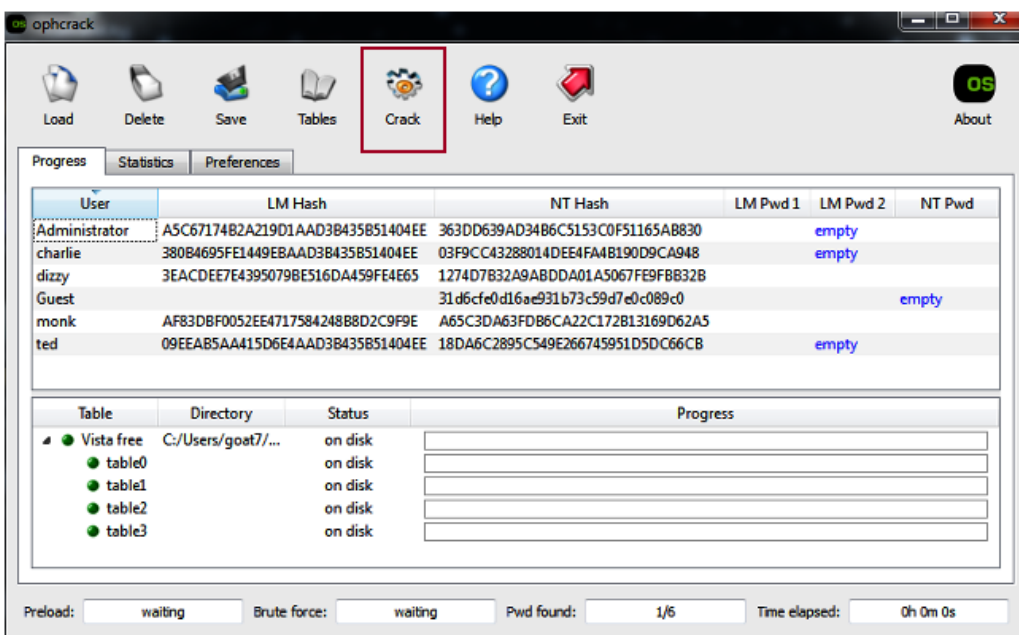 os ophcrack
Load Delete Save Tables Crack Help Exit os About
Progress Statistics Preferences
User LM Hash NT Hash LM Pwd 1 LM Pwd 2 NT Pwd
Administrator A5C67174B2A219D1AAD3B435B51404EE 363DD639AD34B6C5153C0F51165AB830 empty
charlie 380B4695FE1449EBAAD3B435B51404EE 03F9CC43288014DEE4FA4B190D9CA948 empty
dizzy 3EACDEE7E4395079BE516DA459FE4E65 1274D7B32A9ABDDA01A5067FE9FBB32B
Guest 31d6cfe0d16ae931b73c59d7e0c089c0 empty
monk AF83DBF0052EE4717584248B8D2C9F9E A65C3DA63FDB6CA22C172B13169D62A5
ted 09EEAB5AA415D6E4AAD3B435B51404EE 18DA6C2895C549E266745951D5DC66CB empty
Table Directory Status Progress
Vista free C:/Users/goat7/... on disk
table0 on disk
table1 on disk
table2 on disk
table3 on disk
Preload: waiting Brute force: waiting Pwd found: 1/6 Time elapsed: 0h 0m 0s